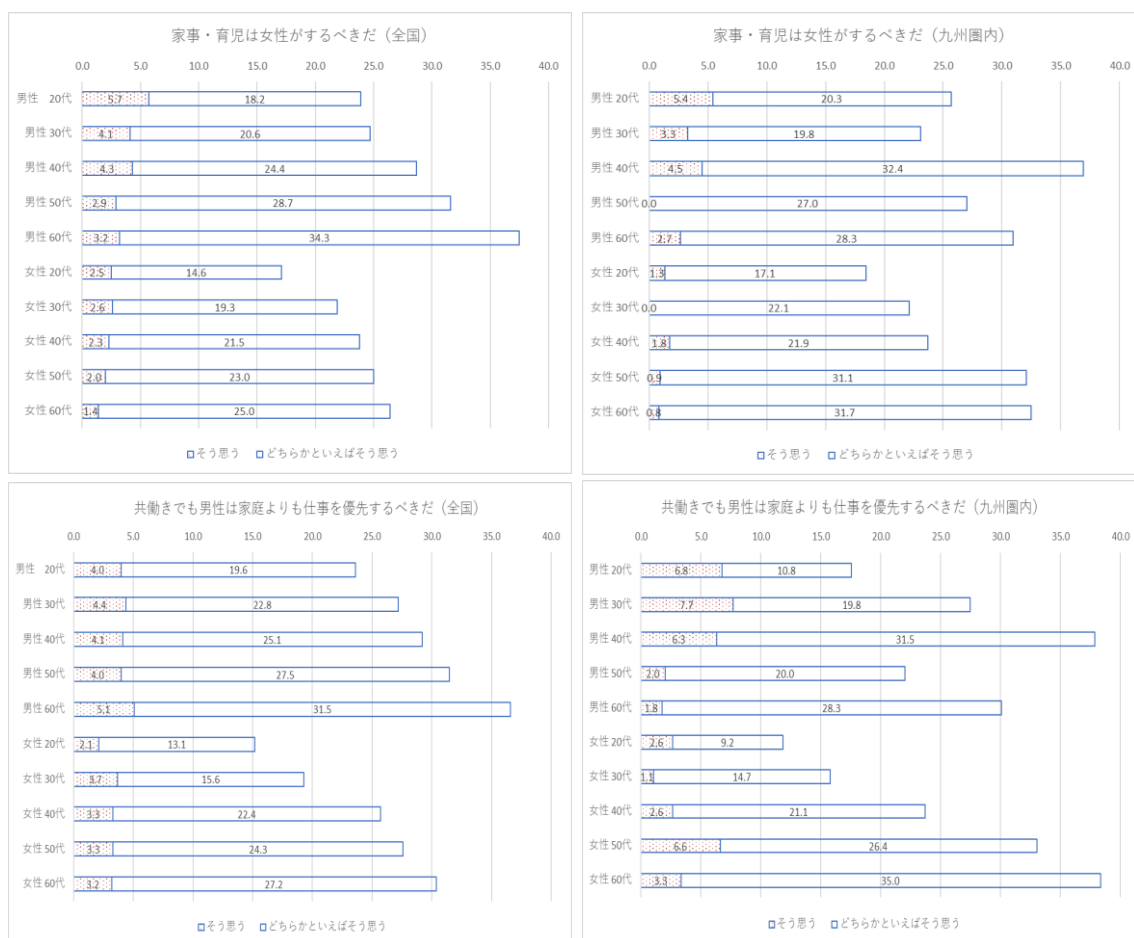 家事・育児は女性がするべきだ（全国）
0.0 5.0 10.0 15.0 20.0 25.0 30.0 35.0 40.0
男性　20代 5.7 18.2
男性 30代 4.1 20.6
男性 40代 4.3 24.4
男性 50代 2.9 28.7
男性 60代 3.2 34.3
女性 20代 2.5 14.6
女性 30代 2.6 19.3
女性 40代 2.3 21.5
女性 50代 2.0 23.0
女性 60代 1.4 25.0
そう思う どちらかといえばそう思う
家事・育児は女性がするべきだ（九州圏内）
0.0 5.0 10.0 15.0 20.0 25.0 30.0 35.0 40.0
男性 20代 5.4 20.3
男性 30代 3.3 19.8
男性 40代 4.5 32.4
男性 50代 0.0 27.0
男性 60代 2.7 28.3
女性 20代 1.3 17.1
女性 30代 0.0 22.1
女性 40代 1.8 21.9
女性 50代 0.9 31.1
女性 60代 0.8 31.7
そう思う どちらかといえばそう思う
共働きでも男性は家庭よりも仕事を優先するべきだ（全国）
0.0 5.0 10.0 15.0 20.0 25.0 30.0 35.0 40.0
男性　20代 4.0 19.6
男性 30代 4.4 22.8
男性 40代 4.1 25.1
男性 50代 4.0 27.5
男性 60代 5.1 31.5
女性 20代 2.1 13.1
女性 30代 3.7 15.6
女性 40代 3.3 22.4
女性 50代 3.3 24.3
女性 60代 3.2 27.2
そう思う どちらかといえばそう思う
共働きでも男性は家庭よりも仕事を優先するべきだ（九州圏内）
0.0 5.0 10.0 15.0 20.0 25.0 30.0 35.0 40.0
男性 20代 6.8 10.8
男性 30代 7.7 19.8
男性 40代 6.3 31.5
男性 50代 2.0 20.0
男性 60代 1.8 28.3
女性 20代 2.6 9.2
女性 30代 1.1 14.7
女性 40代 2.6 21.1
女性 50代 6.6 26.4
女性 60代 3.3 35.0
そう思う どちらかといえばそう思う